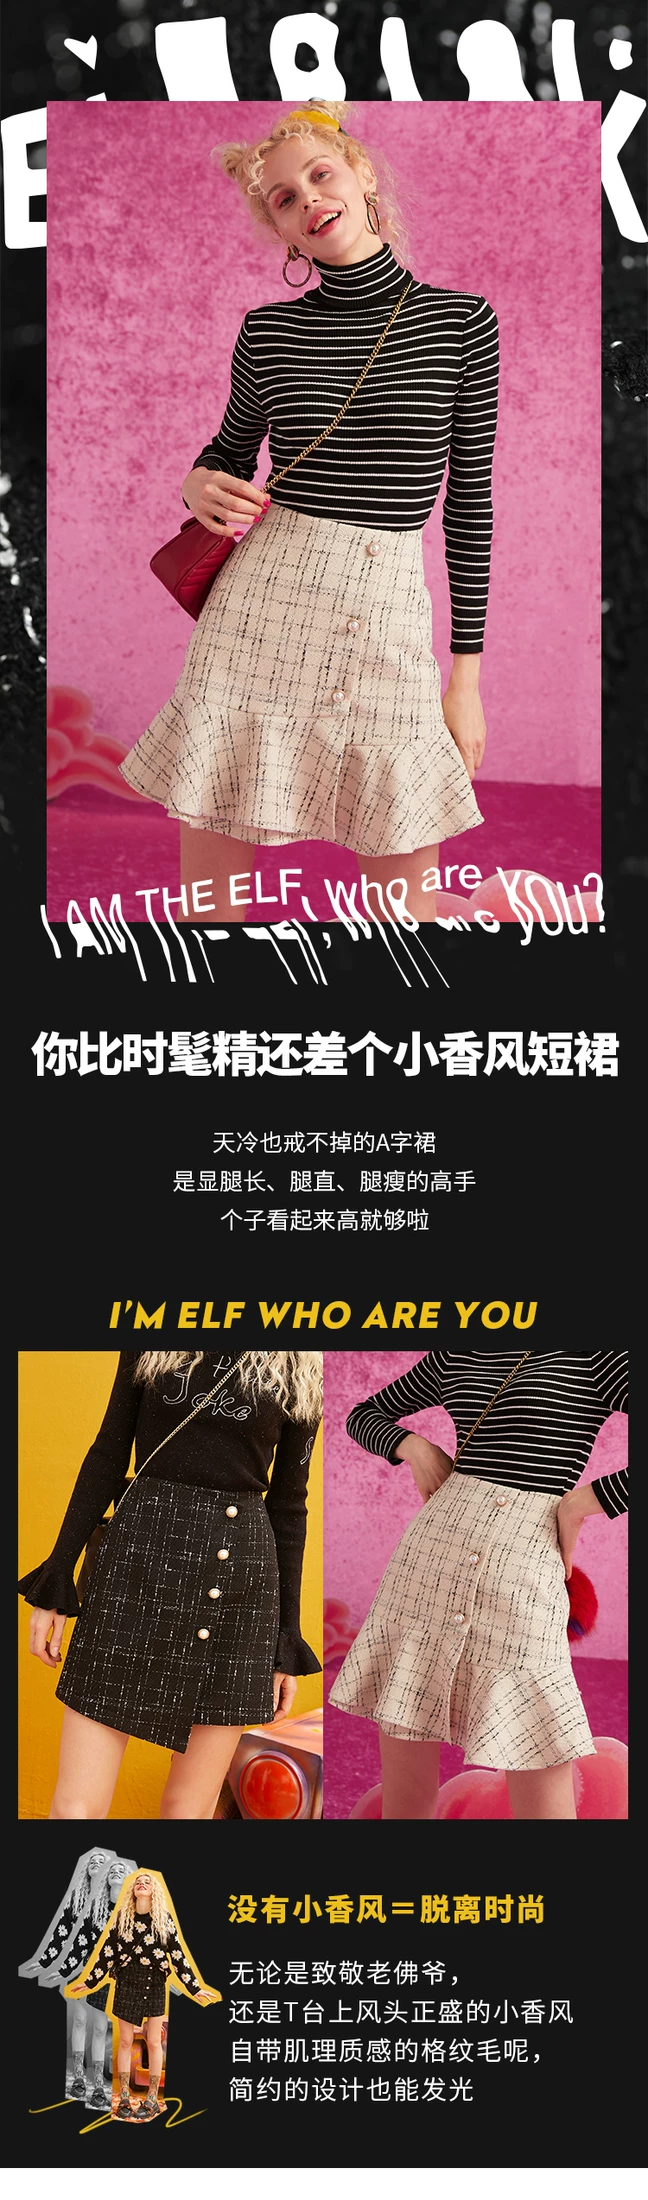 I AM THE ELF, who are you?
你比时髦精还差个小香风短裙
天冷也戒不掉的A字裙
是显腿长、腿直、腿瘦的高手
个子看起来高就够啦
I'M ELF WHO ARE YOU
Joke
没有小香风＝脱离时尚
无论是致敬老佛爷，
还是T台上风头正盛的小香风
自带肌理质感的格纹毛呢，
简约的设计也能发光